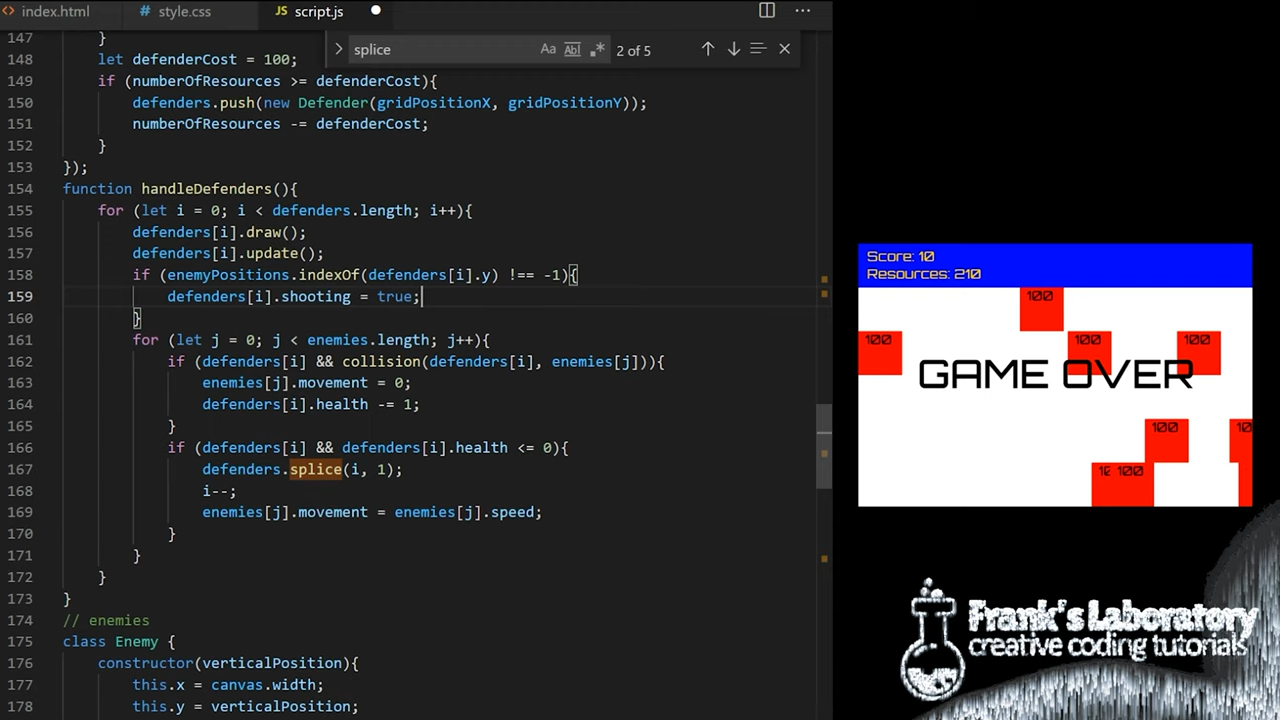 index.html
style.css
script.js
splice
Aa
Abl
.*
2 of 5
147 }
148 let defenderCost = 100;
149 if (numberOfResources >= defenderCost){
150 defenders.push(new Defender(gridPositionX, gridPositionY));
151 numberOfResources -= defenderCost;
152 }
153 });
154 function handleDefenders(){
155 for (let i = 0; i < defenders.length; i++){
156 defenders[i].draw();
157 defenders[i].update();
158 if (enemyPositions.indexOf(defenders[i].y) !== -1){
159 defenders[i].shooting = true;
160 }
161 for (let j = 0; j < enemies.length; j++){
162 if (defenders[i] && collision(defenders[i], enemies[j])){
163 enemies[j].movement = 0;
164 defenders[i].health -= 1;
165 }
166 if (defenders[i] && defenders[i].health <= 0){
167 defenders.splice(i, 1);
168 i--;
169 enemies[j].movement = enemies[j].speed;
170 }
171 }
172 }
173 }
174 // enemies
175 class Enemy {
176 constructor(verticalPosition){
177 this.x = canvas.width;
178 this.y = verticalPosition;
Score: 10
Resources: 210
100
100 100 100
GAME OVER
100 10
10 100
Frank's Laboratory
creative coding tutorials